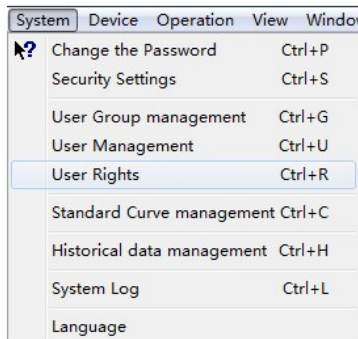 System Device Operation View Windo
Change the Password Ctrl+P
Security Settings Ctrl+S
User Group management Ctrl+G
User Management Ctrl+U
User Rights Ctrl+R
Standard Curve management Ctrl+C
Historical data management Ctrl+H
System Log Ctrl+L
Language